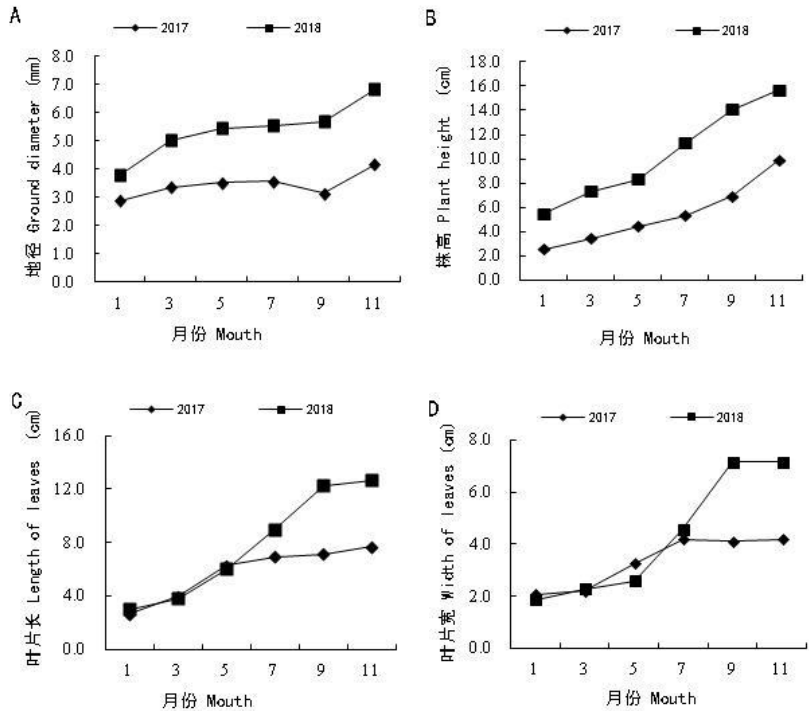 A
2017 2018
地径 Ground diameter (mm)
8.0
7.0
6.0
5.0
4.0
3.0
2.0
1.0
0.0
1 3 5 7 9 11
月份 Mouth
B
2017 2018
株高 Plant height (cm)
18.0
16.0
14.0
12.0
10.0
8.0
6.0
4.0
2.0
0.0
1 3 5 7 9 11
月份 Mouth
C
2017 2018
叶片长 Length of leaves (cm)
16.0
12.0
8.0
4.0
0.0
1 3 5 7 9 11
月份 Mouth
D
2017 2018
叶片宽 Width of leaves (cm)
8.0
6.0
4.0
2.0
0.0
1 3 5 7 9 11
月份 Mouth